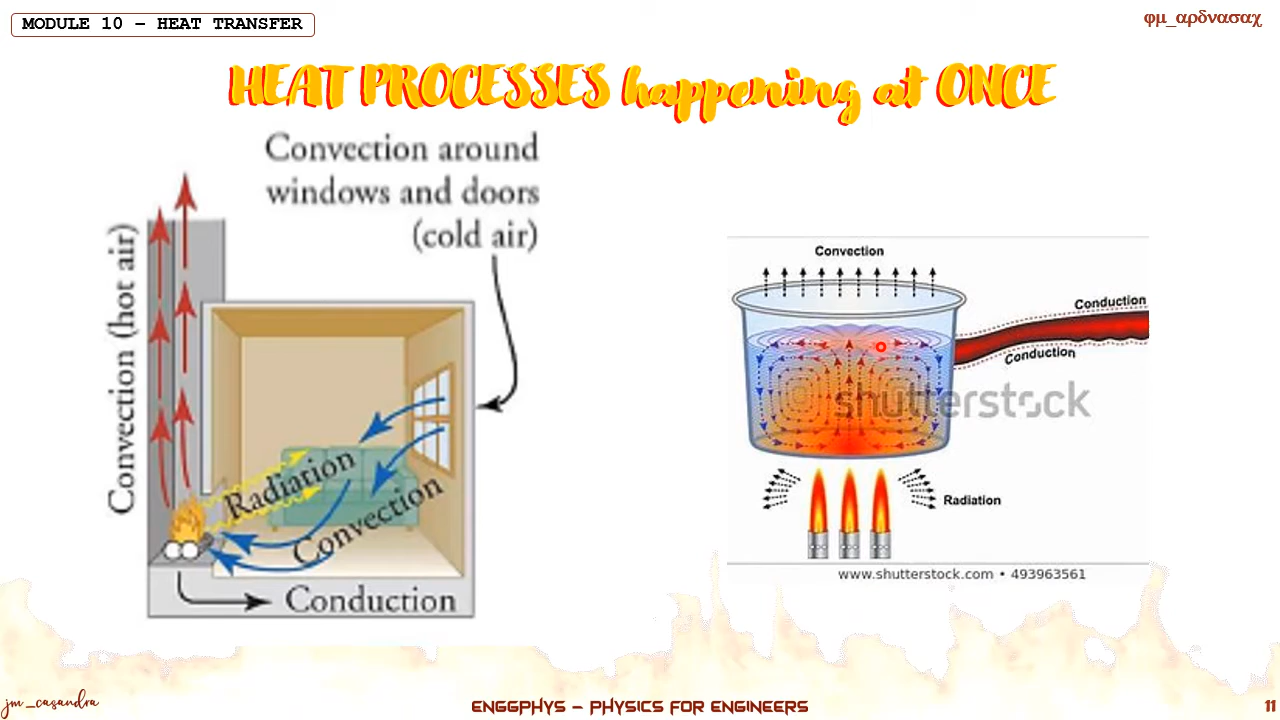 MODULE 10 – HEAT TRANSFER
φμ_αρδνασαχ
HEAT PROCESSES happening at ONCE
Convection around
windows and doors
(cold air)
Convection (hot air)
Radiation
Convection
Conduction
Convection
Conduction
Conduction
shutterstock
Radiation
www.shutterstock.com • 493963561
jm_casandra
ENGGPHYS – PHYSICS FOR ENGINEERS
11